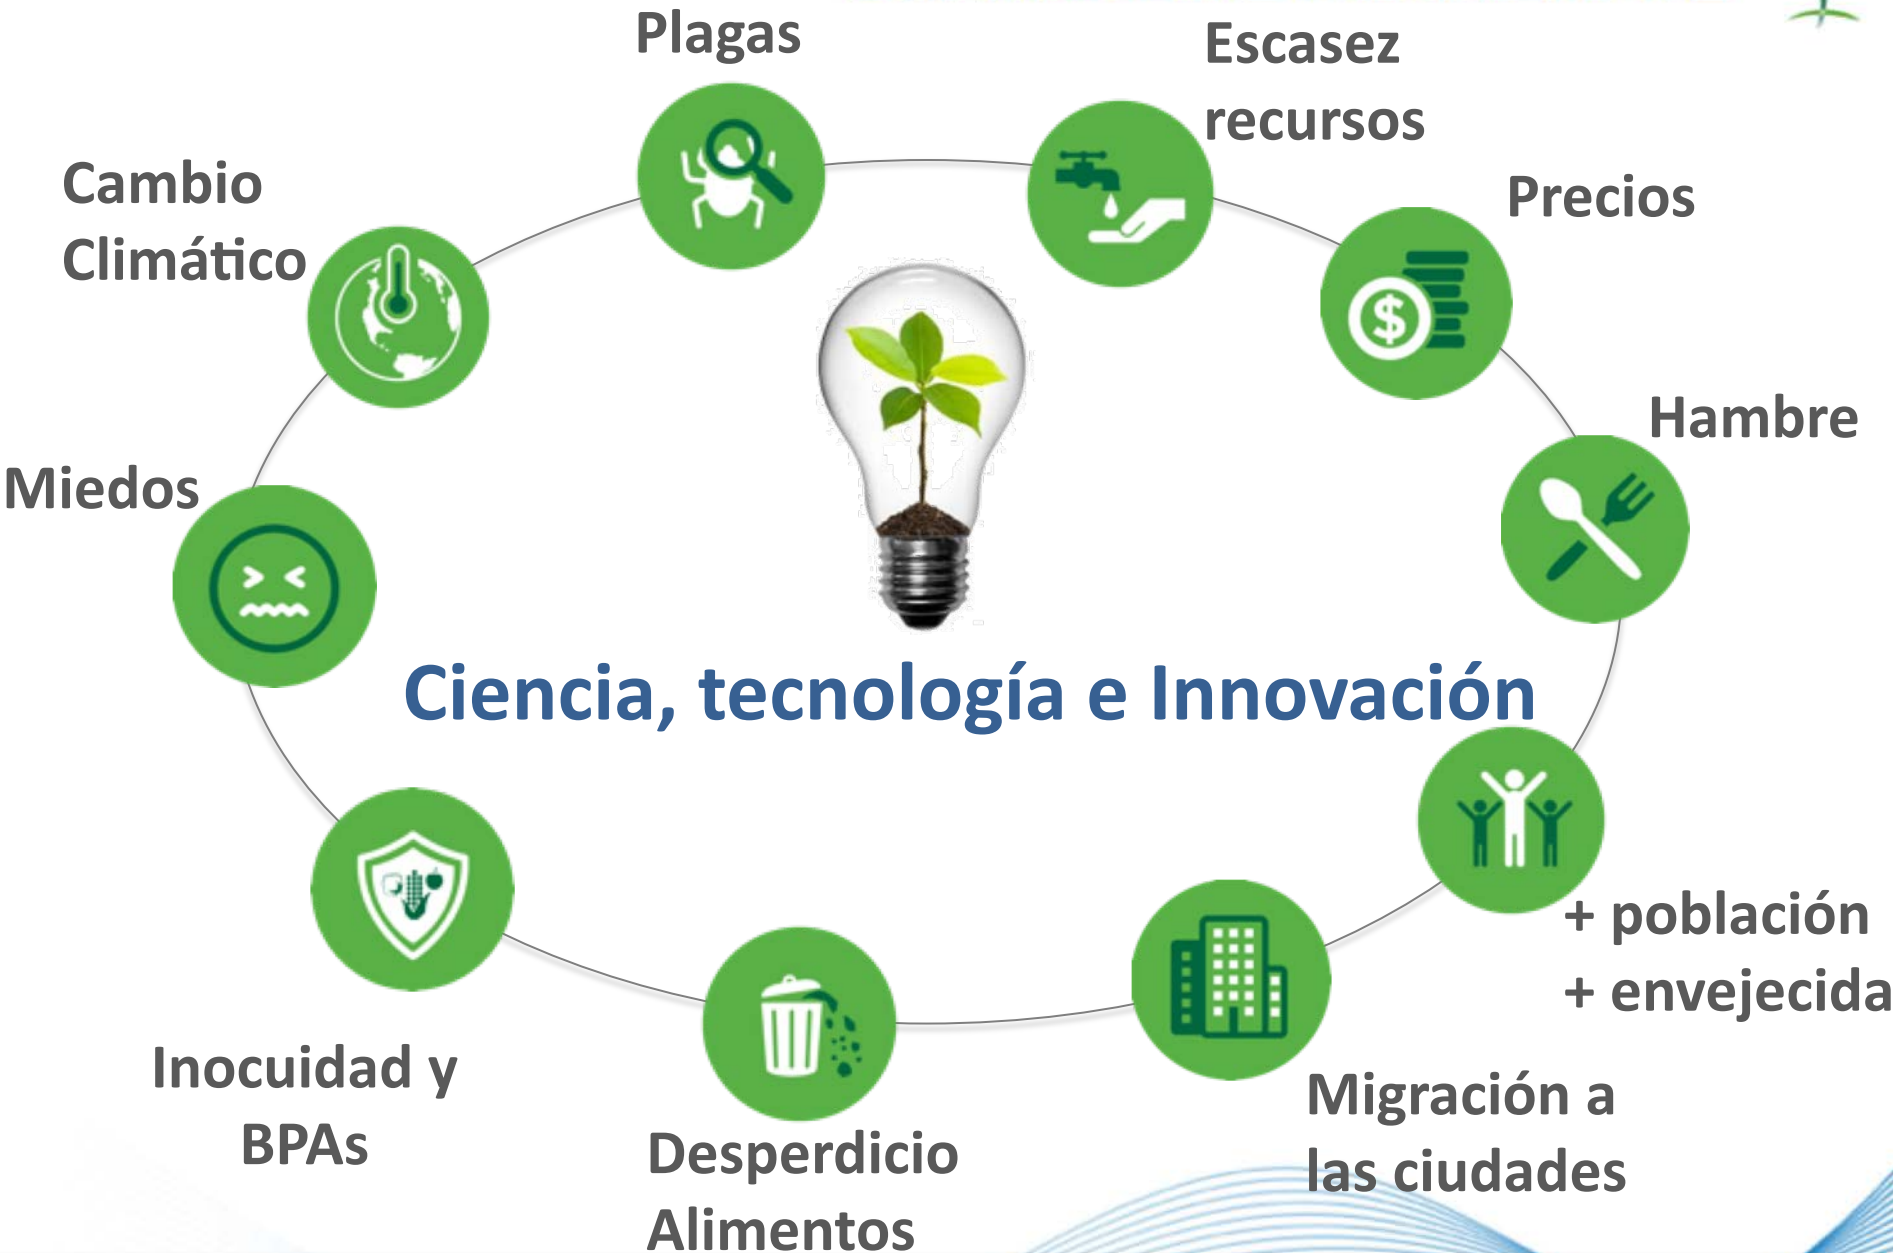 Plagas
Escasez
recursos
Cambio
Climático
Precios
$
Hambre
Miedos
Ciencia, tecnología e Innovación
+ población
+ envejecida
Inocuidad y
BPAs
Migración a
las ciudades
Desperdicio
Alimentos